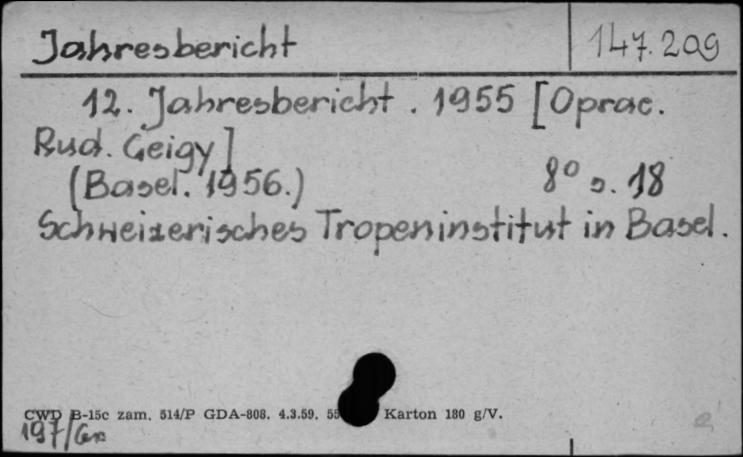 Jahresbericht 147.209
12. Jahresbericht. 1955 [Oprac.
Rud. Geigy]
(Basel. 1956.) 8° s. 18
Schweizerisches Tropeninstitut in Basel.
CWD B-15c zam. 514/P GDA-808. 4.3.59. Karton 180 g/V.
197/